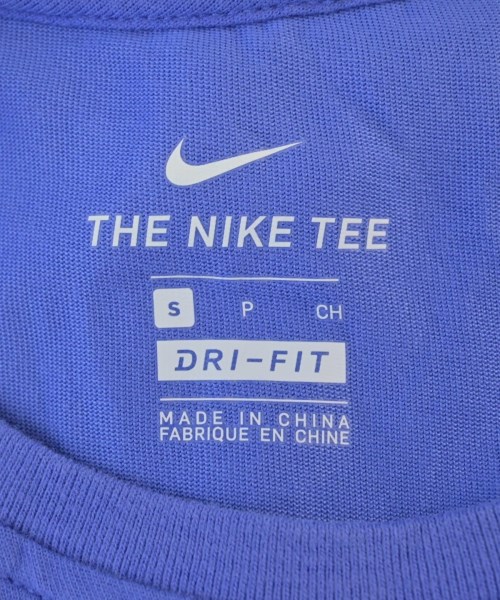 THE NIKE TEE
S P CH
DRI-FIT
MADE IN CHINA
FABRIQUE EN CHINE